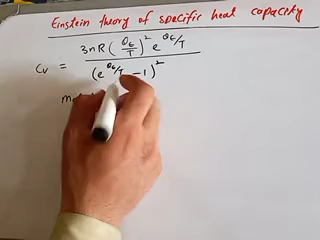 Einstein theory of specific heat capacity
Cv = 3nR (θE/T)² e^θE/T / (e^θE/T - 1)²